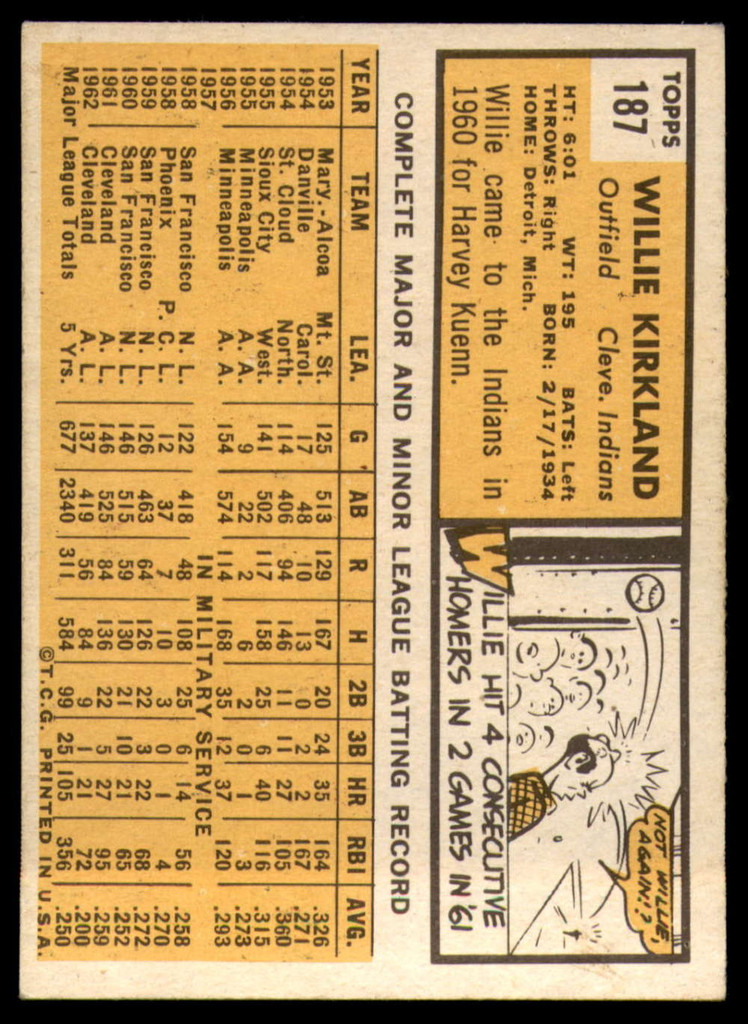 TOPPS
187
WILLIE KIRKLAND
Outfield Cleve. Indians
HT: 6:01 WT: 195 BATS: Left
THROWS: Right BORN: 2/17/1934
HOME: Detroit, Mich.
Willie came to the Indians in
1960 for Harvey Kuenn.
NOT WILLIE,
AGAIN!?
WILLIE HIT 4 CONSECUTIVE
HOMERS IN 2 GAMES IN '61
COMPLETE MAJOR AND MINOR LEAGUE BATTING RECORD
YEAR TEAM LEA. G AB R H 2B 3B HR RBI AVG.
1953 Mary.-Alcoa Mt. St. 125 513 129 167 20 24 35 164 .326
1954 Danville Carol. 17 48 10 13 0 2 2 167 .271
1954 St. Cloud North. 114 406 94 146 11 11 27 105 .360
1955 Sioux City West. 141 502 117 158 25 6 40 116 .315
1955 Minneapolis A. A. 9 22 2 6 2 0 1 3 .273
1956 Minneapolis A. A. 154 574 114 168 35 12 37 120 .293
1957 IN MILITARY SERVICE
1958 San Francisco N. L. 122 418 48 108 25 6 14 56 .258
1958 Phoenix P. C. L. 12 37 7 10 3 0 1 4 .270
1959 San Francisco N. L. 126 463 64 126 22 3 22 68 .272
1960 San Francisco N. L. 146 515 59 130 21 10 21 65 .252
1961 Cleveland A. L. 146 525 84 136 22 5 27 95 .259
1962 Cleveland A. L. 137 419 56 84 9 1 21 72 .200
Major League Totals 5 Yrs. 677 2340 311 584 99 25 105 356 .250
©T.C.G. PRINTED IN U.S.A.